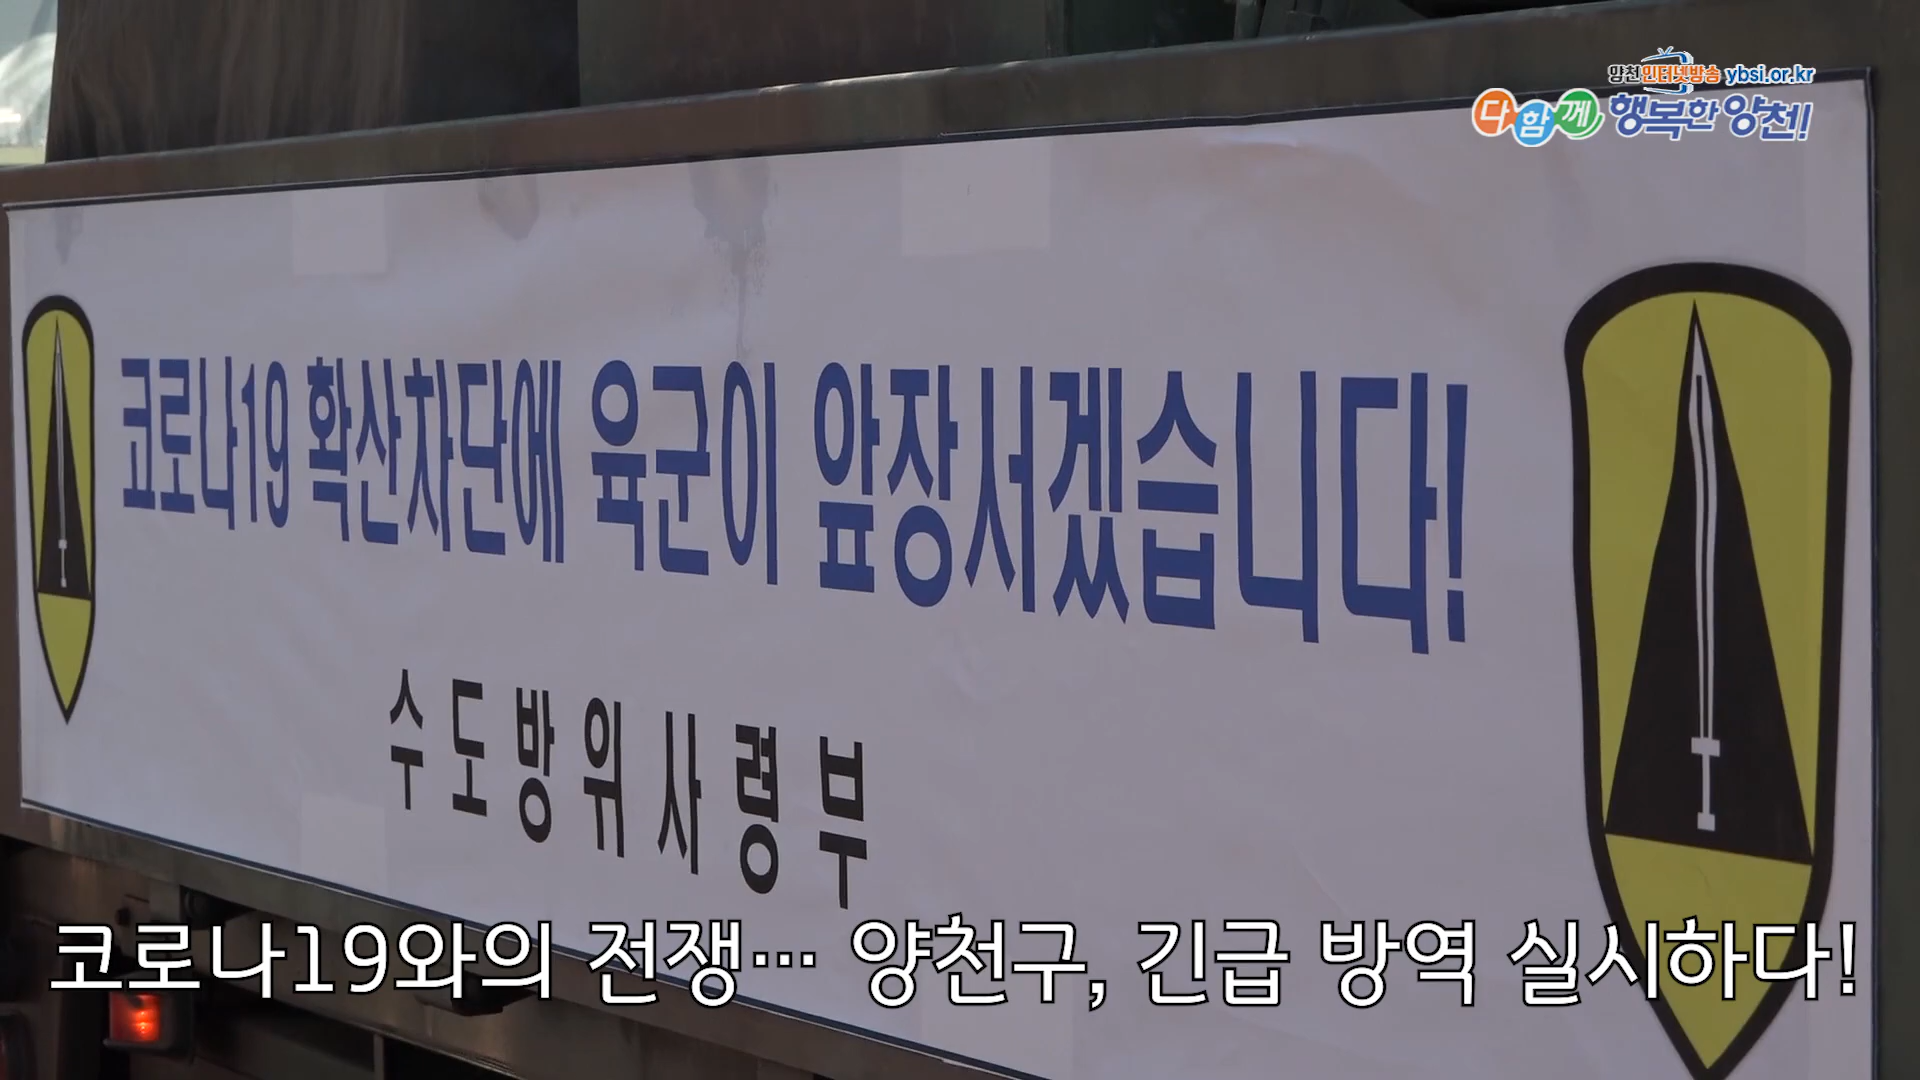 양천인터넷방송 ybsi.or.kr
다함께 행복한 양천!
코로나19 확산차단에 육군이 앞장서겠습니다!
수도방위사령부
코로나19와의 전쟁… 양천구, 긴급 방역 실시하다!